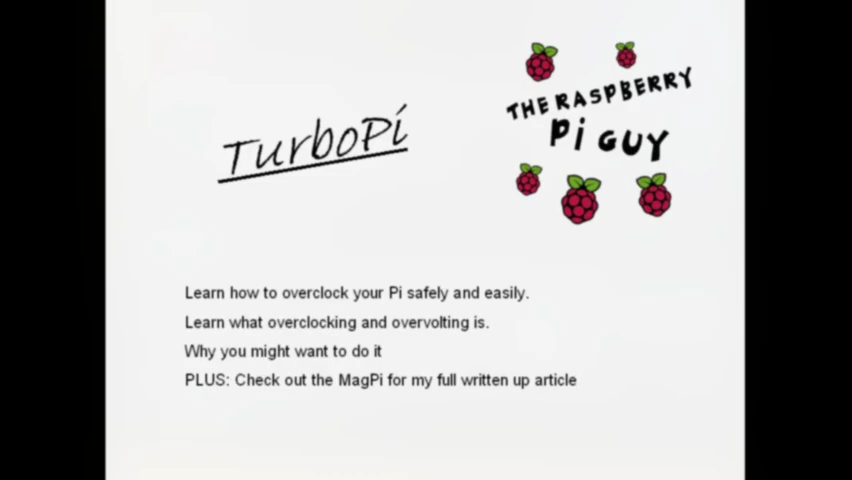 TurboPi
THE RASPBERRY
Pi GUY
Learn how to overclock your Pi safely and easily.
Learn what overclocking and overvolting is.
Why you might want to do it
PLUS: Check out the MagPi for my full written up article